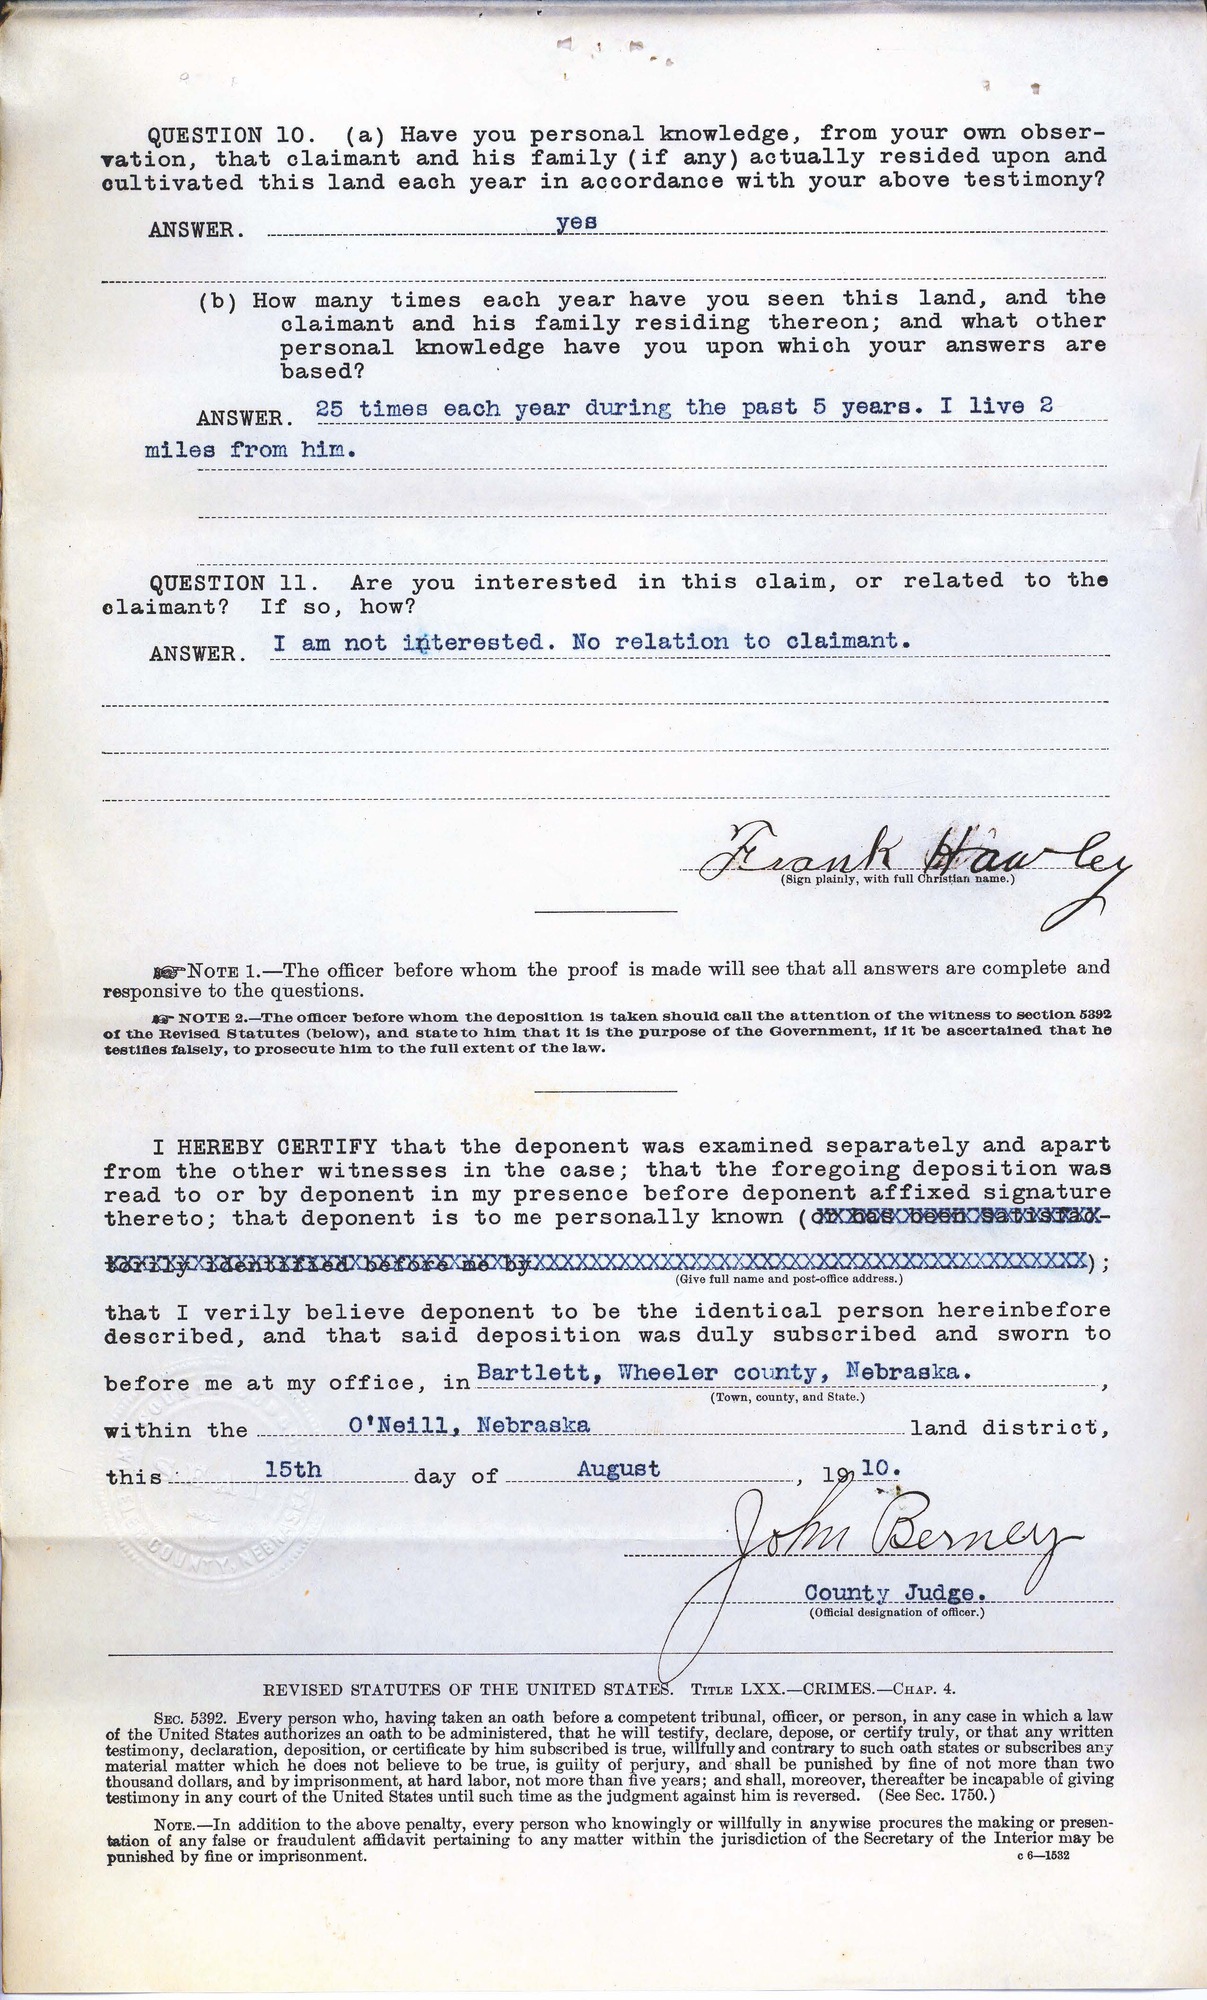 QUESTION 10. (a) Have you personal knowledge, from your own obser-
vation, that claimant and his family (if any) actually resided upon and
cultivated this land each year in accordance with your above testimony?
ANSWER. yes
(b) How many times each year have you seen this land, and the
claimant and his family residing thereon; and what other
personal knowledge have you upon which your answers are
based?
ANSWER. 25 times each year during the past 5 years. I live 2
miles from him.
QUESTION 11. Are you interested in this claim, or related to the
claimant? If so, how?
ANSWER. I am not interested. No relation to claimant.
Frank Hawley
(Sign plainly, with full Christian name.)
☞NOTE 1.—The officer before whom the proof is made will see that all answers are complete and
responsive to the questions.
☞ NOTE 2.—The officer before whom the deposition is taken should call the attention of the witness to section 5392
of the Revised Statutes (below), and state to him that it is the purpose of the Government, if it be ascertained that he
testifies falsely, to prosecute him to the full extent of the law.
I HEREBY CERTIFY that the deponent was examined separately and apart
from the other witnesses in the case; that the foregoing deposition was
read to or by deponent in my presence before deponent affixed signature
thereto; that deponent is to me personally known (or has been satisfac-
torily identified before me by XXXXXXXXXXXXXXXXXXXXXXXXXXXXXXXXXXXXXXX);
(Give full name and post-office address.)
that I verily believe deponent to be the identical person hereinbefore
described, and that said deposition was duly subscribed and sworn to
before me at my office, in Bartlett, Wheeler county, Nebraska.,
(Town, county, and State.)
within the O'Neill, Nebraska land district,
this 15th day of August, 1910.
John Berney
County Judge.
(Official designation of officer.)
COUNTY, NEBRASKA
REVISED STATUTES OF THE UNITED STATES. TITLE LXX.—CRIMES.—CHAP. 4.
SEC. 5392. Every person who, having taken an oath before a competent tribunal, officer, or person, in any case in which a law
of the United States authorizes an oath to be administered, that he will testify, declare, depose, or certify truly, or that any written
testimony, declaration, deposition, or certificate by him subscribed is true, willfully and contrary to such oath states or subscribes any
material matter which he does not believe to be true, is guilty of perjury, and shall be punished by fine of not more than two
thousand dollars, and by imprisonment, at hard labor, not more than five years; and shall, moreover, thereafter be incapable of giving
testimony in any court of the United States until such time as the judgment against him is reversed. (See Sec. 1750.)
NOTE.—In addition to the above penalty, every person who knowingly or willfully in anywise procures the making or presen-
tation of any false or fraudulent affidavit pertaining to any matter within the jurisdiction of the Secretary of the Interior may be
punished by fine or imprisonment. c 6—1532